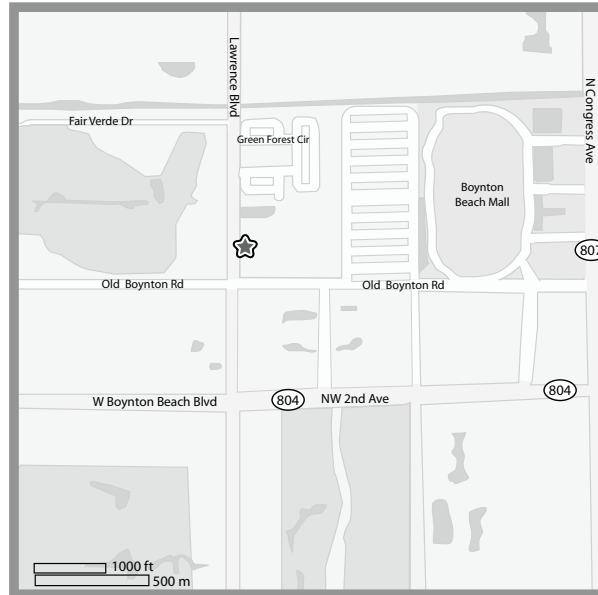 Lawrence Blvd
N Congress Ave
Fair Verde Dr
Green Forest Cir
Boynton
Beach Mall
807
Old Boynton Rd
Old Boynton Rd
804
W Boynton Beach Blvd
804
NW 2nd Ave
1000 ft
500 m